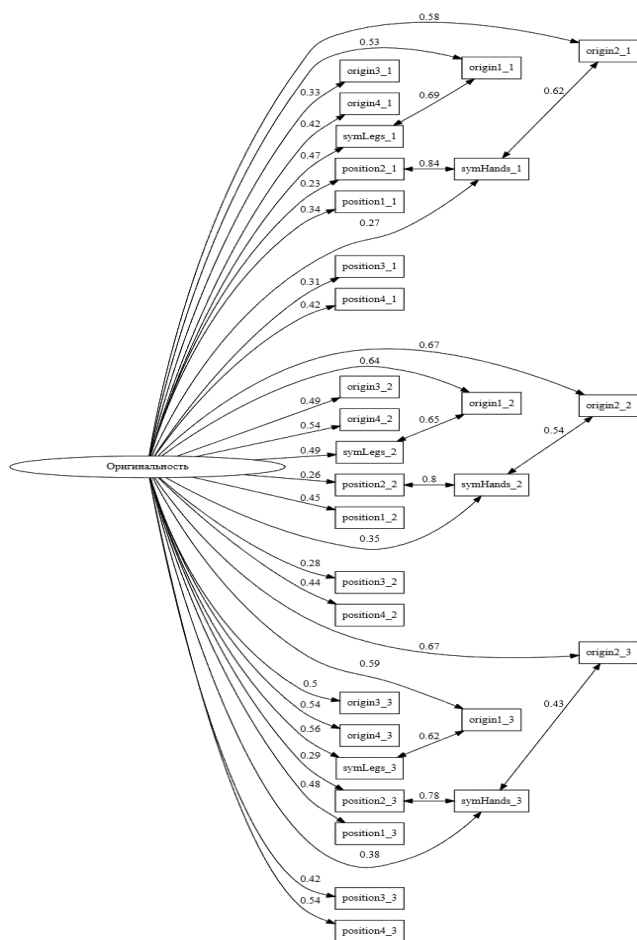 0.58
origin2_1
0.53
origin1_1
origin3_1
0.33
0.69
0.62
origin4_1
0.42
symLegs_1
0.47
position2_1
0.84
symHands_1
0.23
position1_1
0.34
0.27
position3_1
0.31
position4_1
0.42
0.67
0.64
origin3_2
origin1_2
origin2_2
0.49
origin4_2
0.65
0.54
0.54
symLegs_2
0.49
Оригинальность
0.26
position2_2
0.8
symHands_2
0.45
position1_2
0.35
0.28
position3_2
0.44
position4_2
0.67
origin2_3
0.59
0.5
origin3_3
0.43
0.54
origin4_3
origin1_3
0.62
0.56
symLegs_3
0.29
0.48
position2_3
0.78
symHands_3
position1_3
0.38
0.42
position3_3
0.54
position4_3